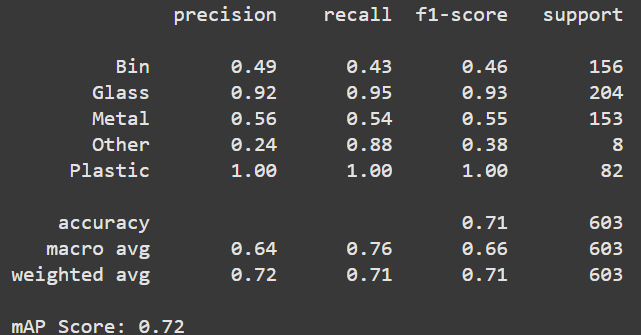 precision recall f1-score support
Bin 0.49 0.43 0.46 156
Glass 0.92 0.95 0.93 204
Metal 0.56 0.54 0.55 153
Other 0.24 0.88 0.38 8
Plastic 1.00 1.00 1.00 82
accuracy 0.71 603
macro avg 0.64 0.76 0.66 603
weighted avg 0.72 0.71 0.71 603
mAP Score: 0.72